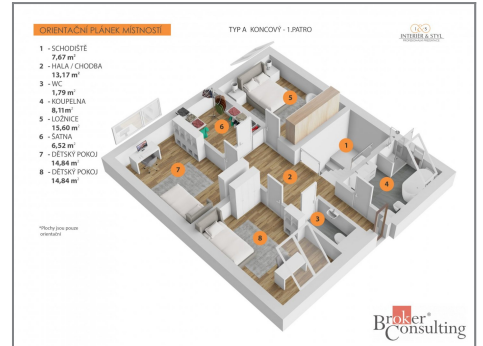 ORIENTAČNÍ PLÁNEK MÍSTNOSTÍ
TYP A KONCOVÝ - 1.PATRO
INTERIER & STYL
1 - SCHODIŠTĚ
7,67 m²
2 - HALA / CHODBA
13,17 m²
3 - WC
1,79 m²
4 - KOUPELNA
8,11m²
5 - LOŽNICE
15,60 m²
6 - ŠATNA
6,52 m²
7 - DĚTSKÝ POKOJ
14,84 m²
8 - DĚTSKÝ POKOJ
14,84 m²
*Plochy jsou pouze
orientační
5
6
1
7
2
4
3
8
Broker®
Consulting